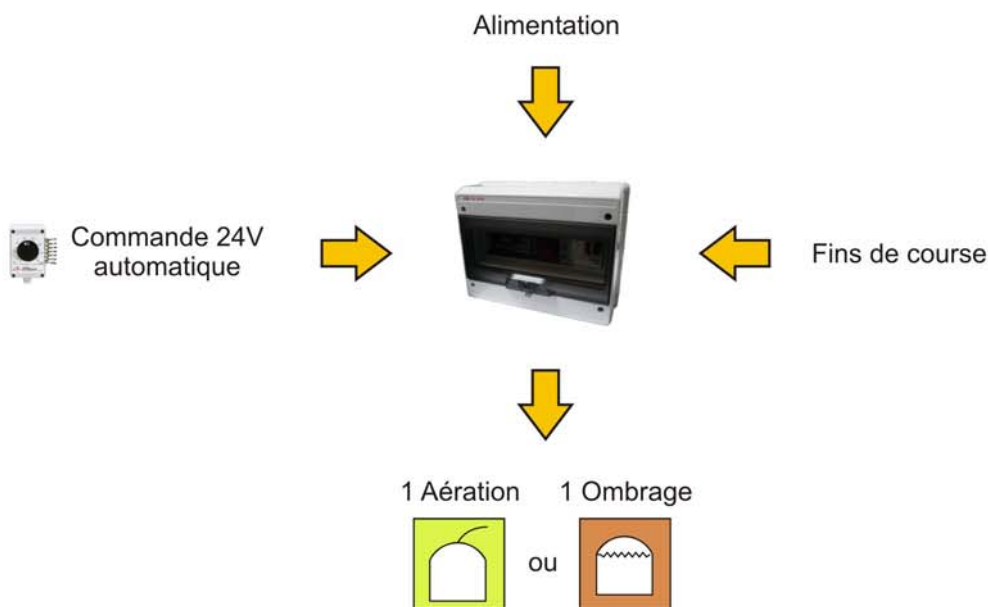 Alimentation
Commande 24V
automatique
Fins de course
1 Aération
1 Ombrage
ou